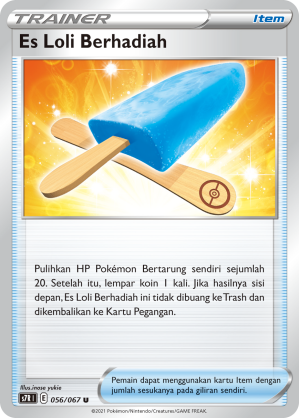 TRAINER Item
Es Loli Berhadiah
Pulihkan HP Pokémon Bertarung sendiri sejumlah
20. Setelah itu, lempar koin 1 kali. Jika hasilnya sisi
depan, Es Loli Berhadiah ini tidak dibuang ke Trash dan
dikembalikan ke Kartu Pegangan.
Illus.inose yukie
S7R I E 056/067 U
Pemain dapat menggunakan kartu Item dengan
jumlah sesukanya pada giliran sendiri.
©2021 Pokémon/Nintendo/Creatures/GAME FREAK.